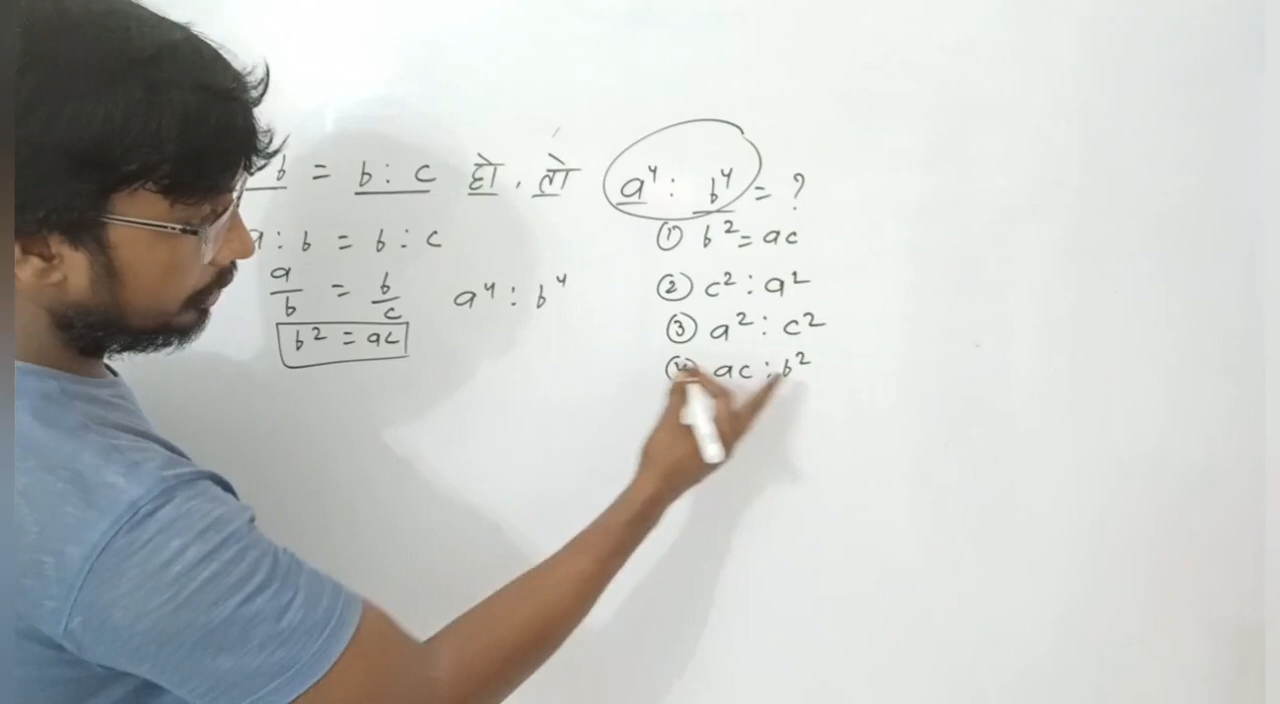 b = b : c हो, तो a⁴ : b⁴ = ?
a : b = b : c
a/b = b/c a⁴ : b⁴
b² = ac
① b² = ac
② c² : a²
③ a² : c²
ac : b²